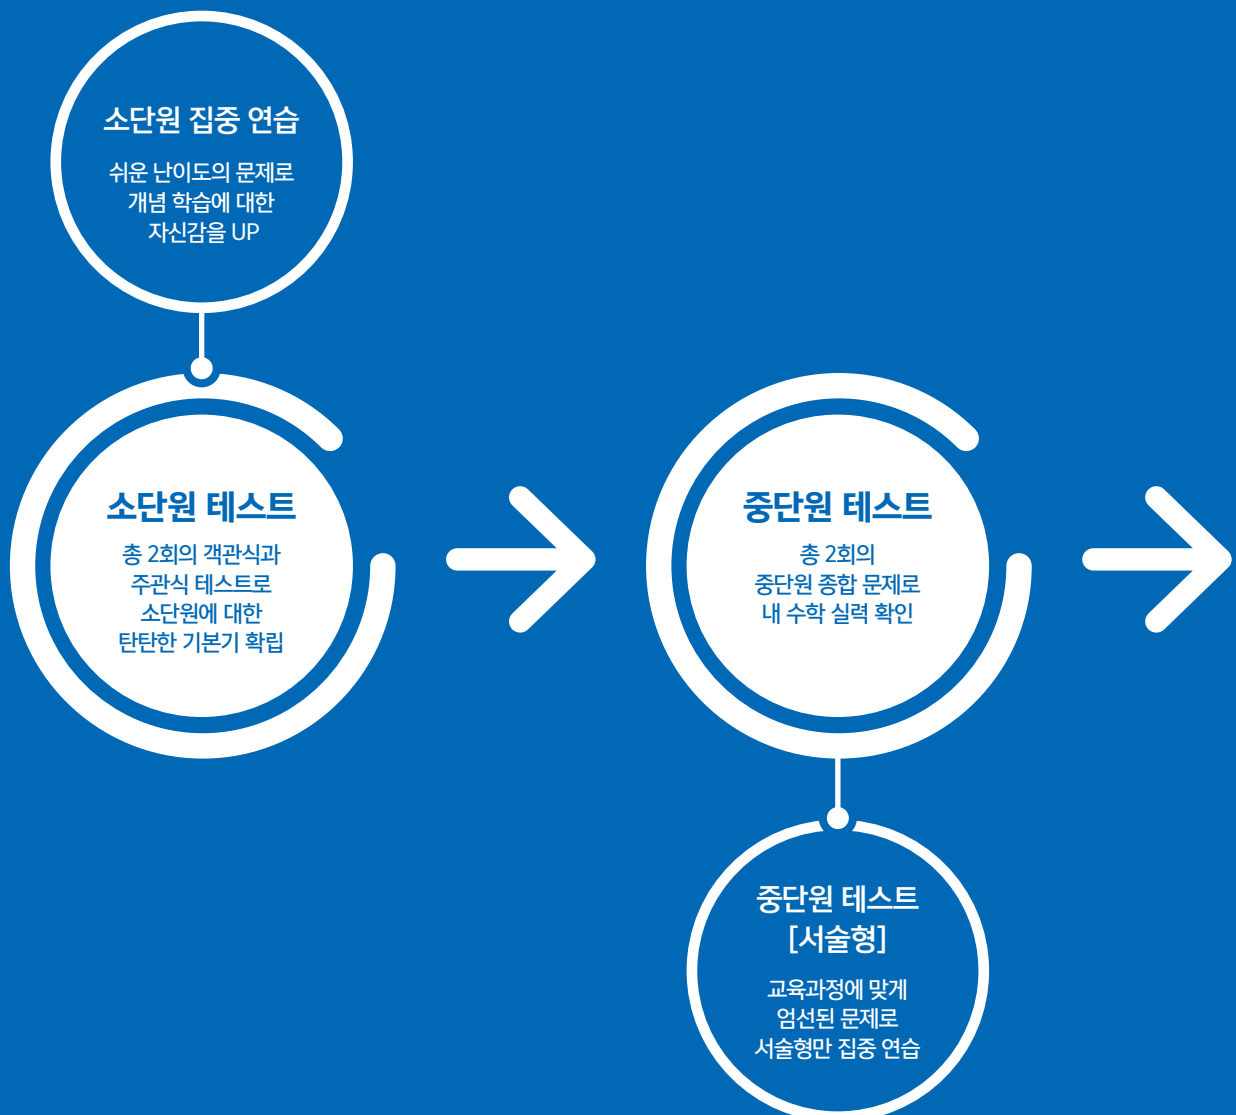 소단원 집중 연습
쉬운 난이도의 문제로
개념 학습에 대한
자신감을 UP
소단원 테스트
총 2회의 객관식과
주관식 테스트로
소단원에 대한
탄탄한 기본기 확립
중단원 테스트
총 2회의
중단원 종합 문제로
내 수학 실력 확인
중단원 테스트
[서술형]
교육과정에 맞게
엄선된 문제로
서술형만 집중 연습